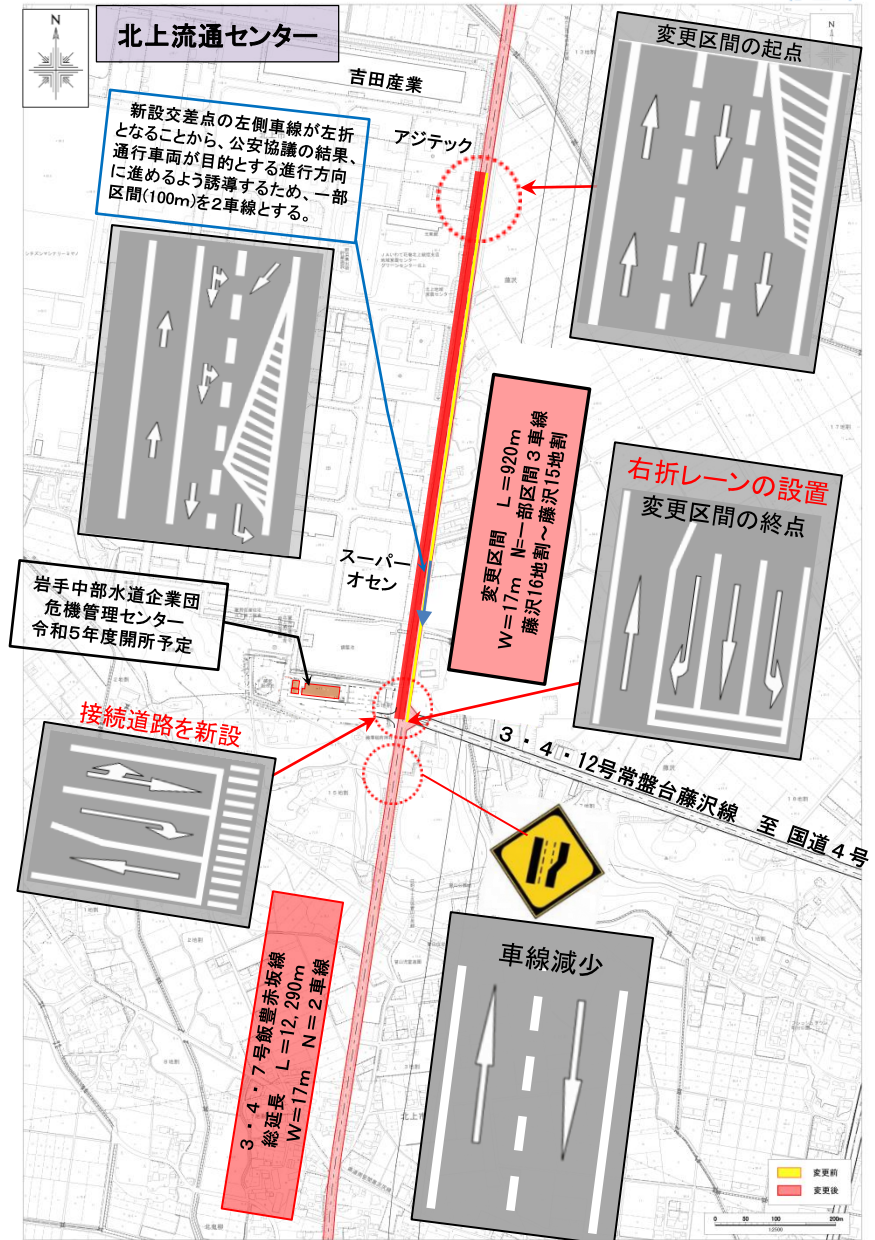 N
北上流通センター
N
吉田産業
アジテック
変更区間の起点
新設交差点の左側車線が左折
となることから、公安協議の結果、
通行車両が目的とする進行方向
に進めるよう誘導するため、一部
区間(100m)を2車線とする。
藤沢
変更区間 L=920m
W=17m N=一部区間3車線
藤沢16地割~藤沢15地割
右折レーンの設置
変更区間の終点
スーパー
オセン
岩手中部水道企業団
危機管理センター
令和5年度開所予定
接続道路を新設
3・4・12号常盤台藤沢線 至 国道4号
3・4・7号飯豊赤坂線
総延長 L=12,290m
W=17m N=2車線
車線減少
変更前
変更後
0 50 100 200m